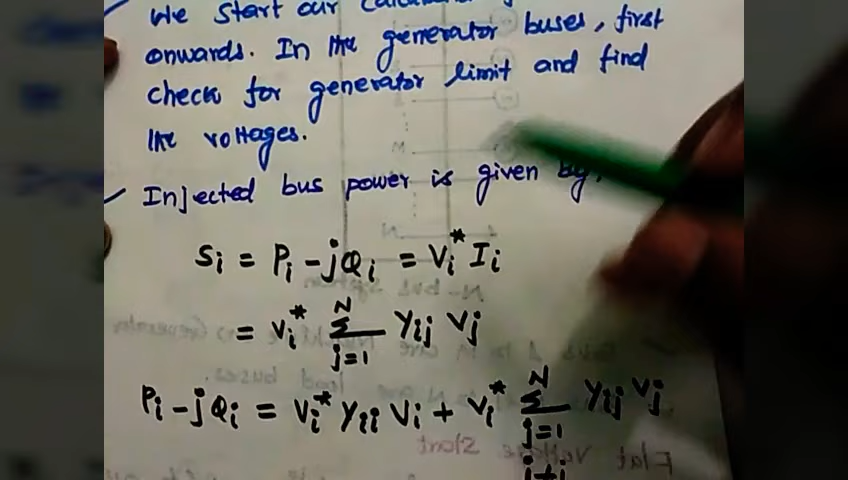 We start our
onwards. In the generator buses, first
check for generator limit and find
the voltages.
✓ Injected bus power is given by,
Si = Pi - jQi = Vi* Ii
= Vi* N Σ j=1 Yij Vj
Pi - jQi = Vi* Yii Vi + Vi* N Σ j=1 j≠i Yij Vj